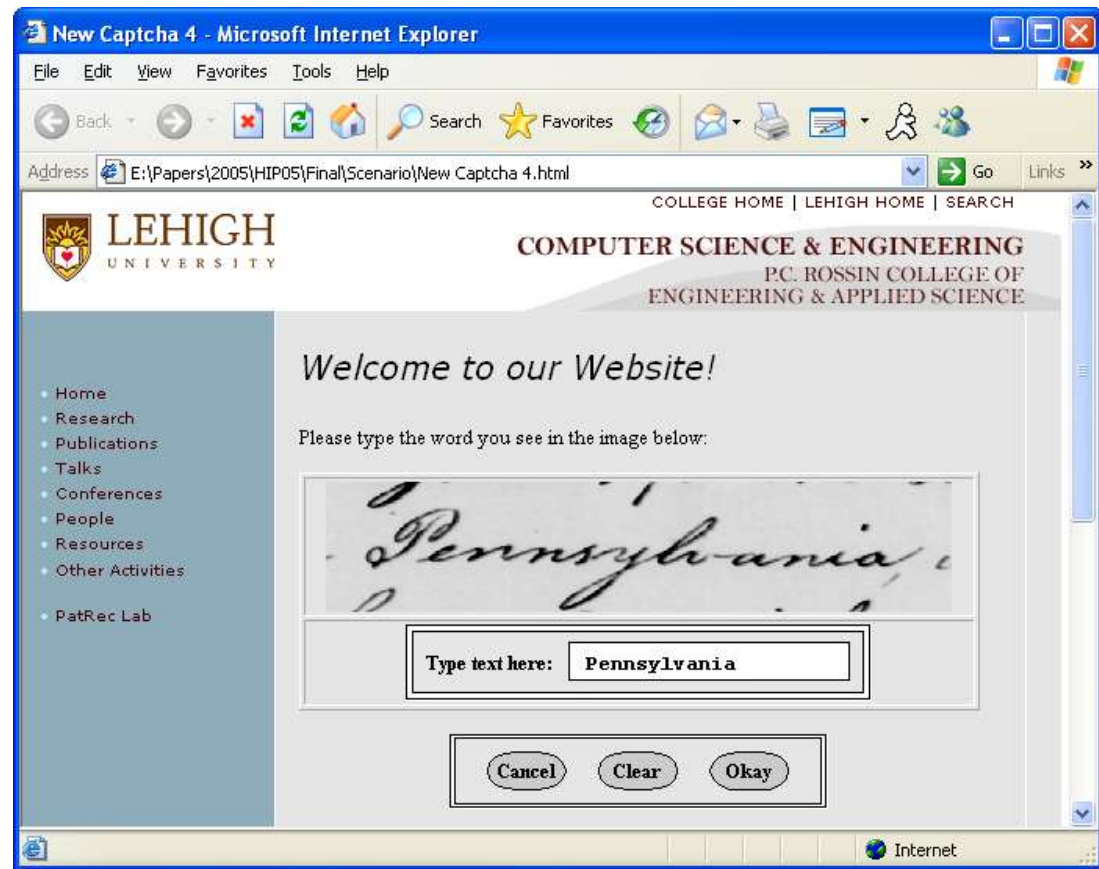 New Captcha 4 - Microsoft Internet Explorer
File Edit View Favorites Tools Help
Back Search Favorites
Address E:\Papers\2005\HIP05\Final\Scenario\New Captcha 4.html Go Links »
COLLEGE HOME | LEHIGH HOME | SEARCH
LEHIGH
UNIVERSITY
COMPUTER SCIENCE & ENGINEERING
P.C. ROSSIN COLLEGE OF
ENGINEERING & APPLIED SCIENCE
Home
Research
Publications
Talks
Conferences
People
Resources
Other Activities
PatRec Lab
Welcome to our Website!
Please type the word you see in the image below:
Pennsylvania,
Type text here: Pennsylvania
Cancel Clear Okay
Internet